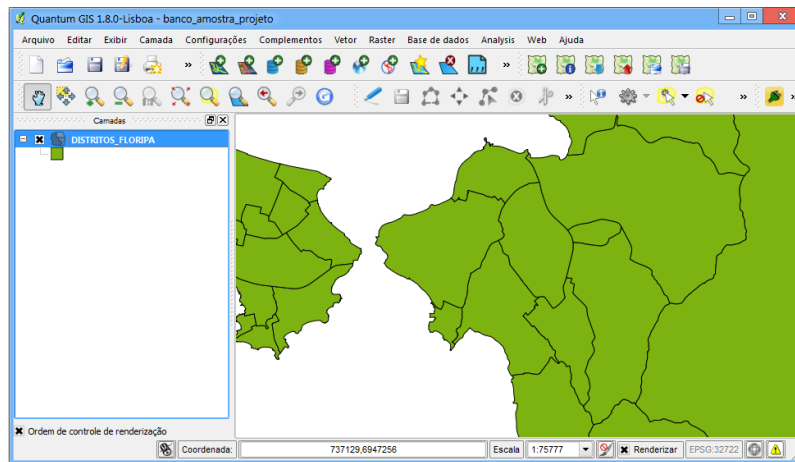 Quantum GIS 1.8.0-Lisboa - banco_amostra_projeto
Arquivo Editar Exibir Camada Configurações Complementos Vetor Raster Base de dados Analysis Web Ajuda
Camadas
DISTRITOS_FLORIPA
Ordem de controle de renderização
Coordenada: 737129,6947256 Escala 1:75777 Renderizar EPSG:32722